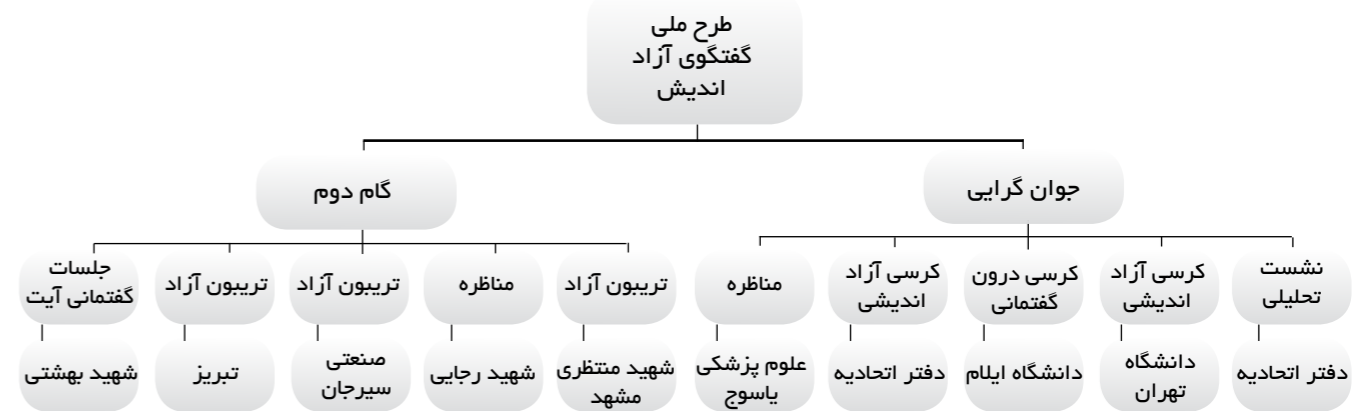 طرح ملی
گفتگوی آزاد
اندیش
جوان گرایی
گام دوم
نشست
تحلیلی
کرسی آزاد
اندیشی
کرسی درون
گفتمانی
کرسی آزاد
اندیشی
مناظره
تریبون آزاد
مناظره
تریبون آزاد
تریبون آزاد
جلسات
گفتمانی آیت
دفتر اتحادیه
دانشگاه
تهران
دانشگاه ایلام
دفتر اتحادیه
علوم پزشکی
یاسوج
شهید منتظری
مشهد
شهید رجایی
صنعتی
سیرجان
تبریز
شهید بهشتی